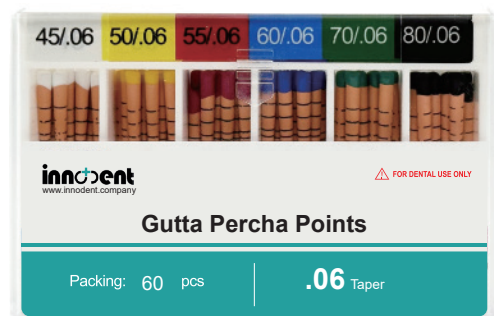 45/.06 50/.06 55/.06 60/.06 70/.06 80/.06
innodent
www.innodent.company
FOR DENTAL USE ONLY
Gutta Percha Points
Packing: 60 pcs
.06 Taper